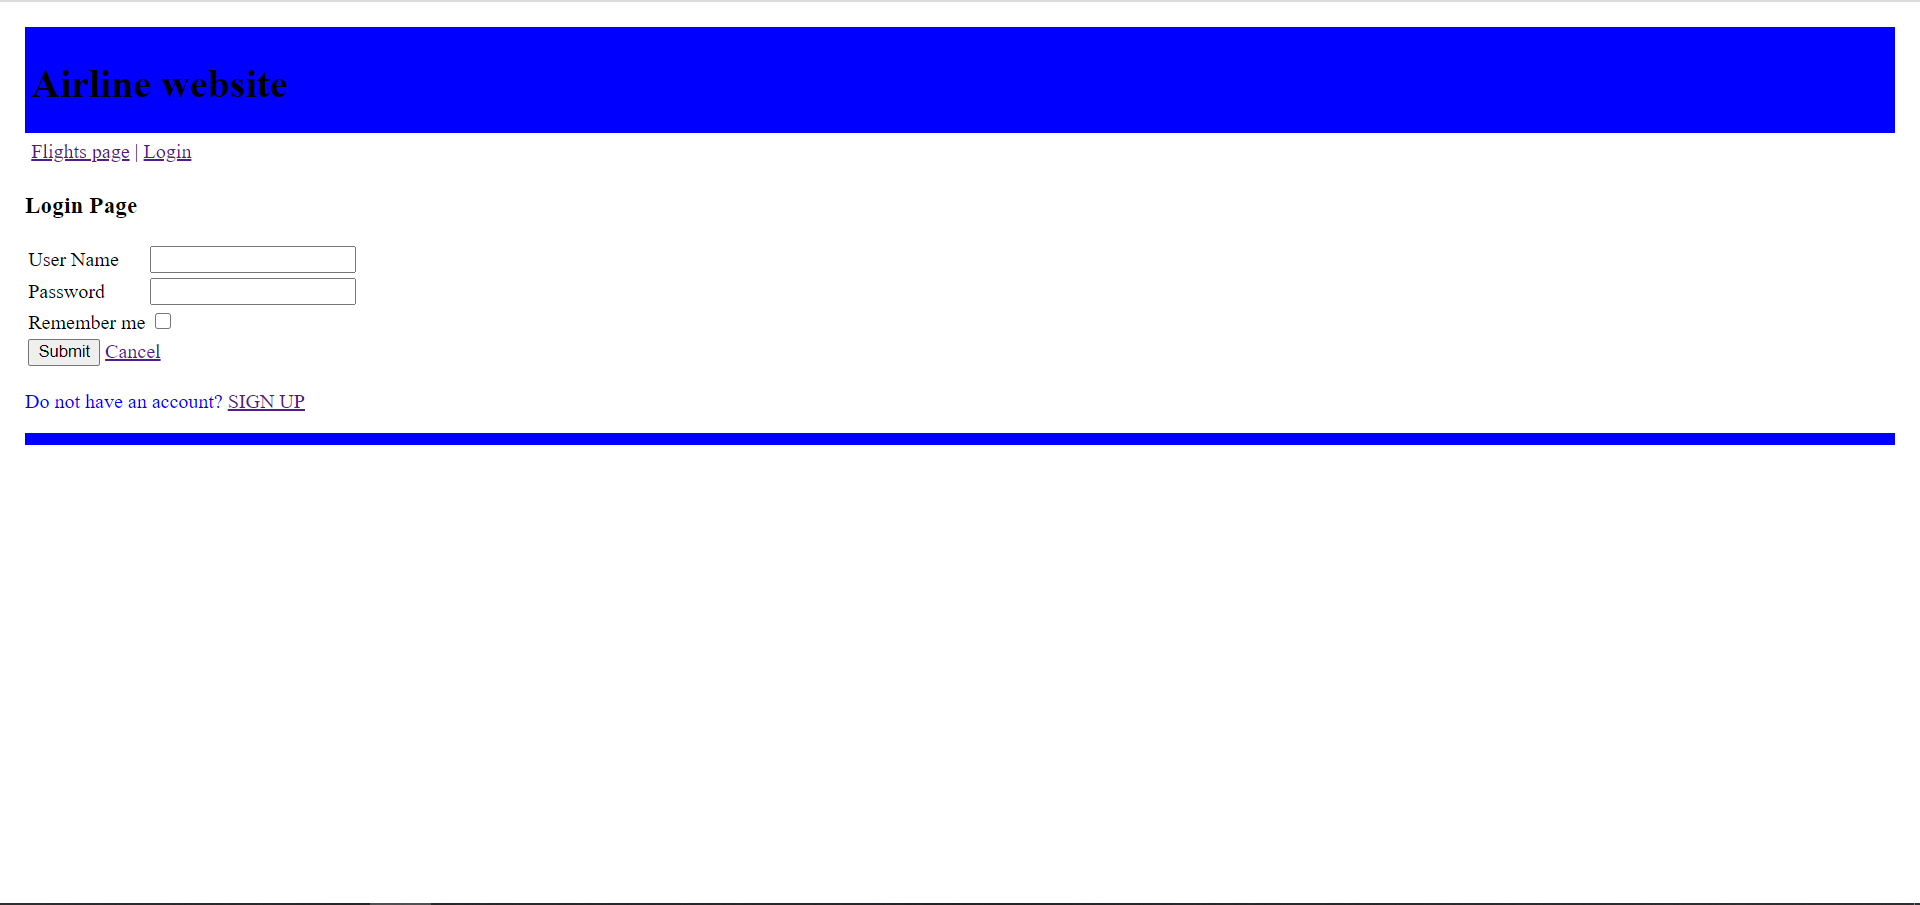 Airline website
Flights page | Login
Login Page
User Name
Password
Remember me
Submit Cancel
Do not have an account? SIGN UP